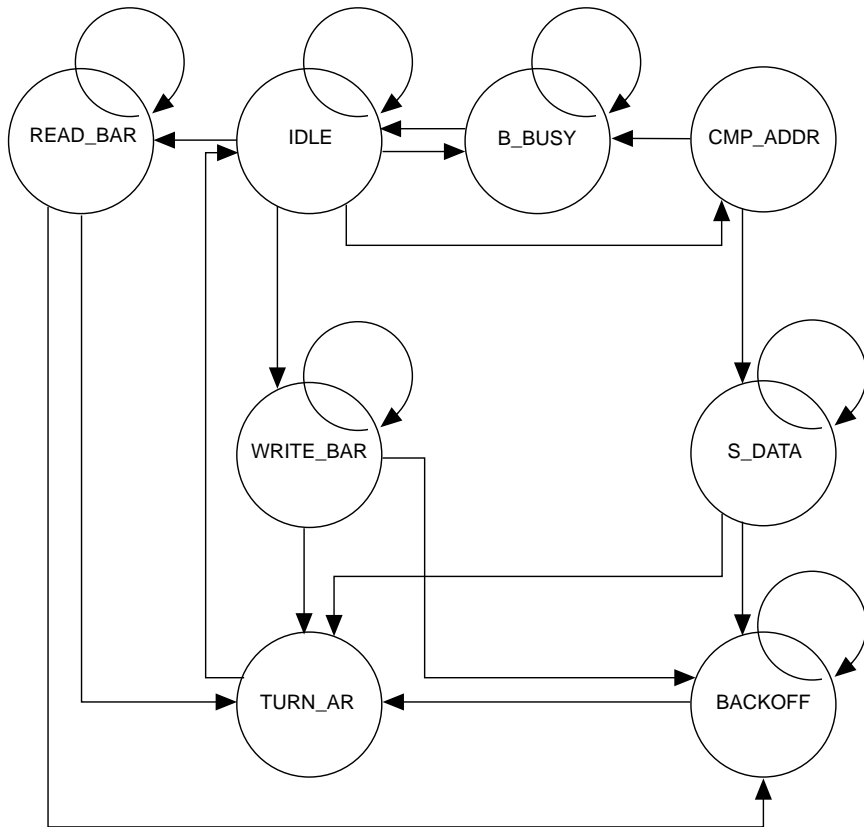 READ_BAR
IDLE
B_BUSY
CMP_ADDR
WRITE_BAR
S_DATA
TURN_AR
BACKOFF